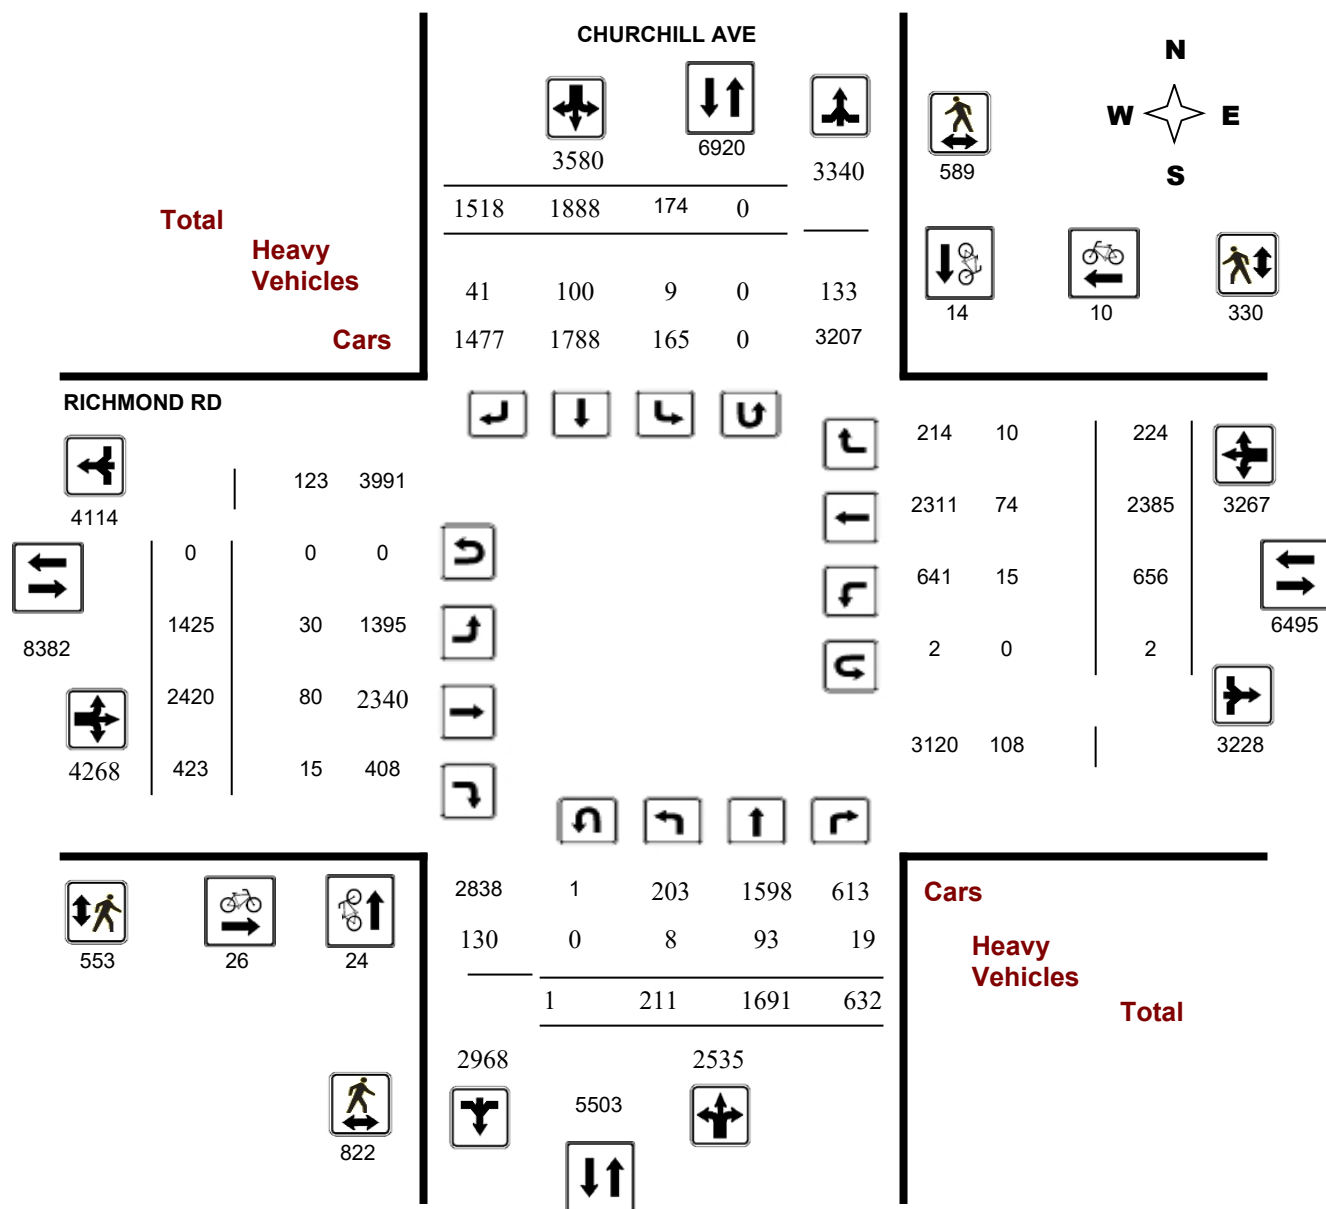 CHURCHILL AVE
N
W E
S
3580 6920 3340 589
1518 1888 174 0
Total
Heavy
Vehicles
41 100 9 0 133
14 10 330
Cars 1477 1788 165 0 3207
RICHMOND RD
214 10 224
123 3991
4114
2311 74 2385 3267
0 0 0
641 15 656
1425 30 1395
6495
8382
2 0 2
2420 80 2340
3120 108 3228
4268 423 15 408
2838 1 203 1598 613 Cars
130 0 8 93 19 Heavy
Vehicles
553 26 24
1 211 1691 632 Total
2968 2535
5503
822